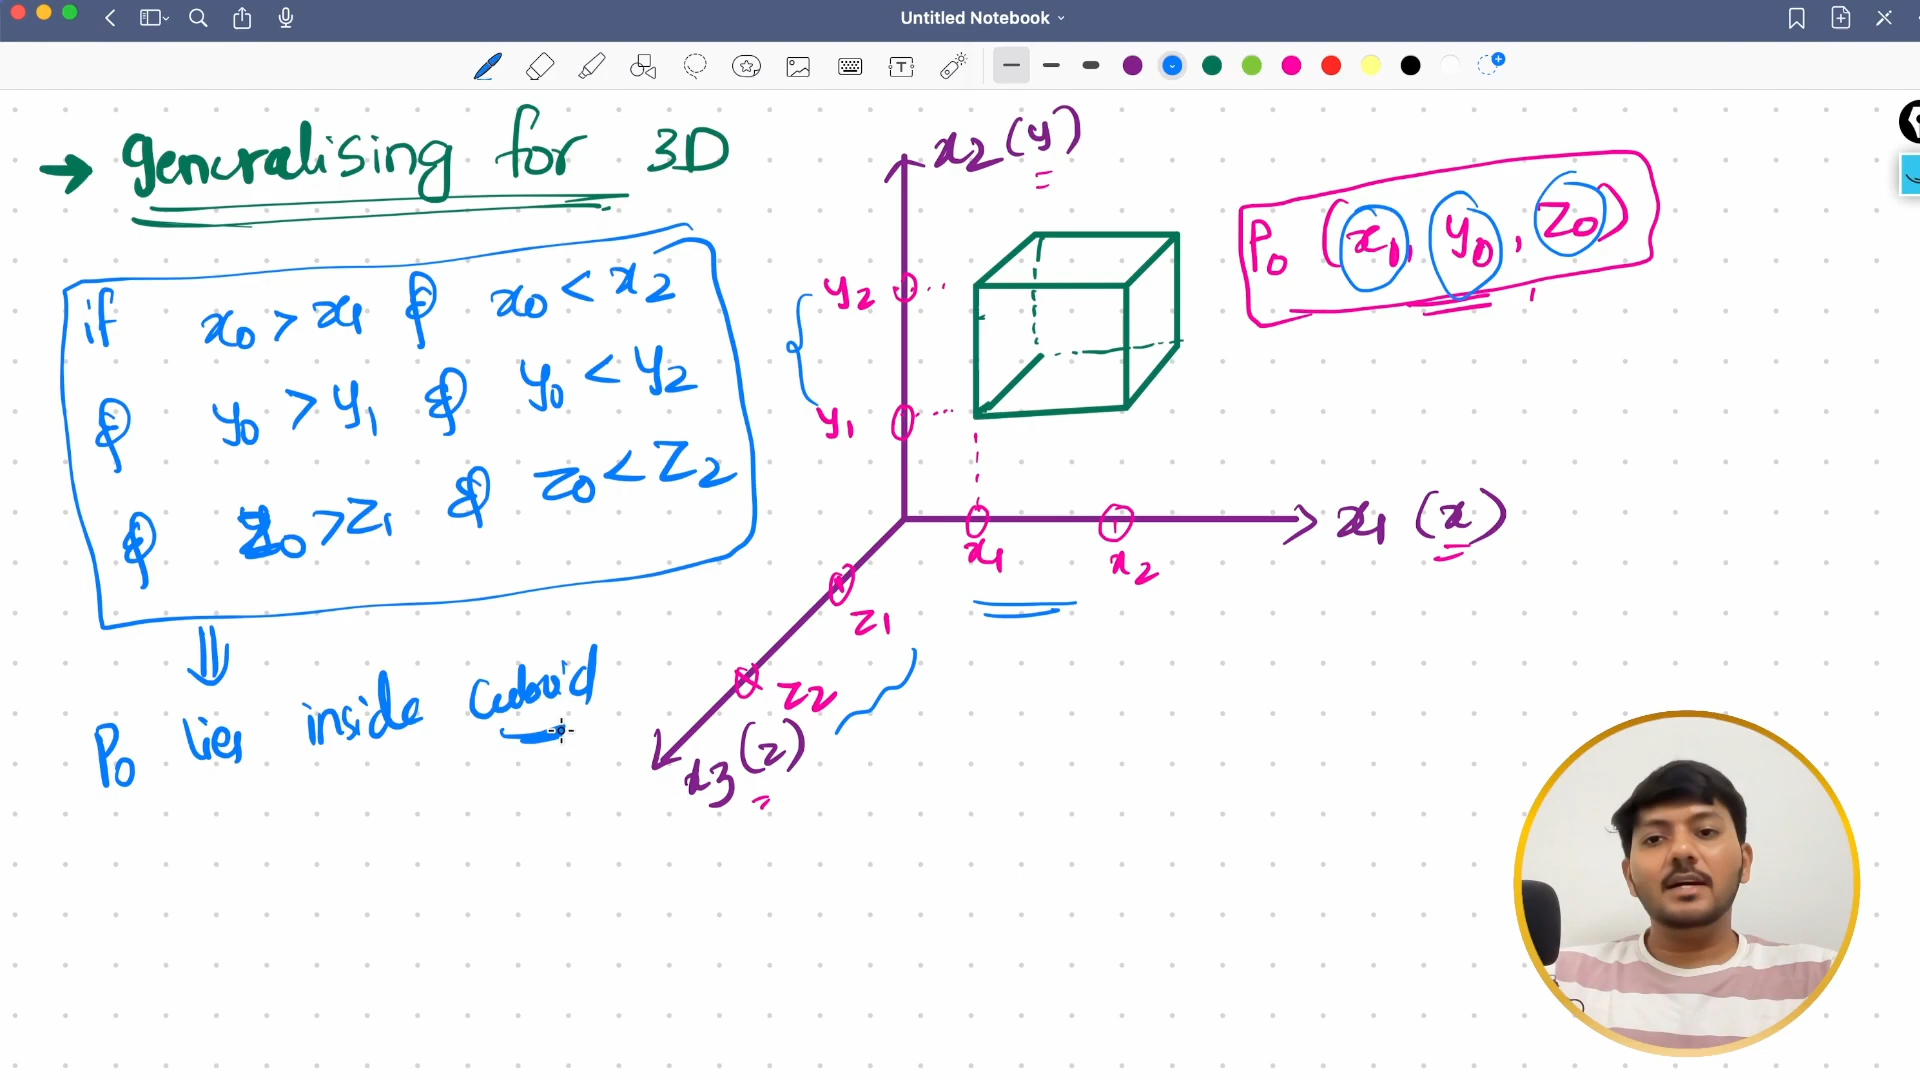 Untitled Notebook
→ generalising for 3D
x2 (y)
P0 (x0, y0, z0)
if x0 > x1 & x0 < x2
& y0 > y1 & y0 < y2
& z0 > z1 & z0 < z2
⇓
P0 lies inside cuboid
y2
y1
x1
x2
x1 (x)
z1
z2
x3 (z)